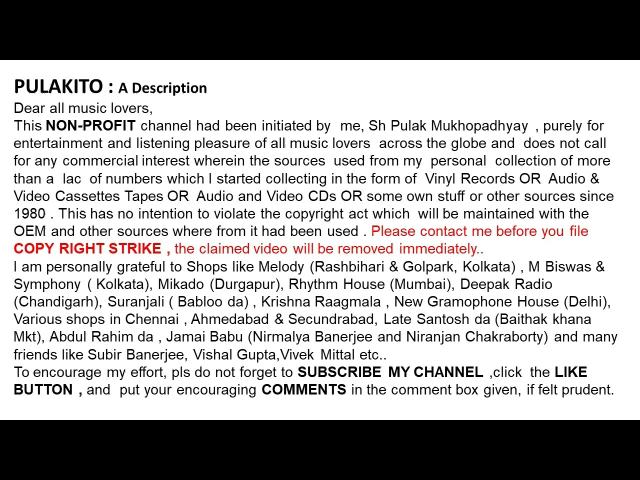 PULAKITO : A Description
Dear all music lovers,
This NON-PROFIT channel had been initiated by me, Sh Pulak Mukhopadhyay , purely for
entertainment and listening pleasure of all music lovers across the globe and does not call
for any commercial interest wherein the sources used from my personal collection of more
than a lac of numbers which I started collecting in the form of Vinyl Records OR Audio &
Video Cassettes Tapes OR Audio and Video CDs OR some own stuff or other sources since
1980 . This has no intention to violate the copyright act which will be maintained with the
OEM and other sources where from it had been used . Please contact me before you file
COPY RIGHT STRIKE , the claimed video will be removed immediately..
I am personally grateful to Shops like Melody (Rashbihari & Golpark, Kolkata) , M Biswas &
Symphony ( Kolkata), Mikado (Durgapur), Rhythm House (Mumbai), Deepak Radio
(Chandigarh), Suranjali ( Babloo da) , Krishna Raagmala , New Gramophone House (Delhi),
Various shops in Chennai , Ahmedabad & Secundrabad, Late Santosh da (Baithak khana
Mkt), Abdul Rahim da , Jamai Babu (Nirmalya Banerjee and Niranjan Chakraborty) and many
friends like Subir Banerjee, Vishal Gupta,Vivek Mittal etc..
To encourage my effort, pls do not forget to SUBSCRIBE MY CHANNEL ,click the LIKE
BUTTON , and put your encouraging COMMENTS in the comment box given, if felt prudent.